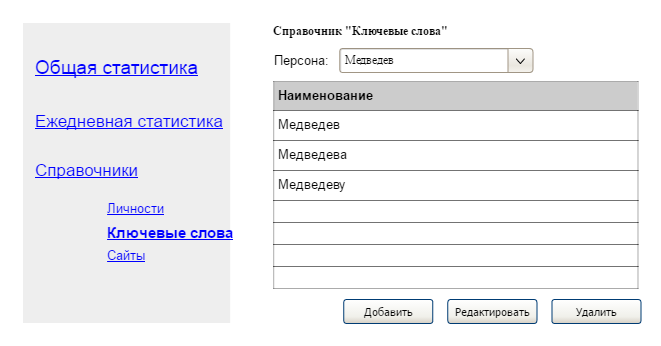 Общая статистика
Ежедневная статистика
Справочники
Личности
Ключевые слова
Сайты
Справочник "Ключевые слова"
Персона: Медведев
Наименование
Медведев
Медведева
Медведеву
Добавить Редактировать Удалить